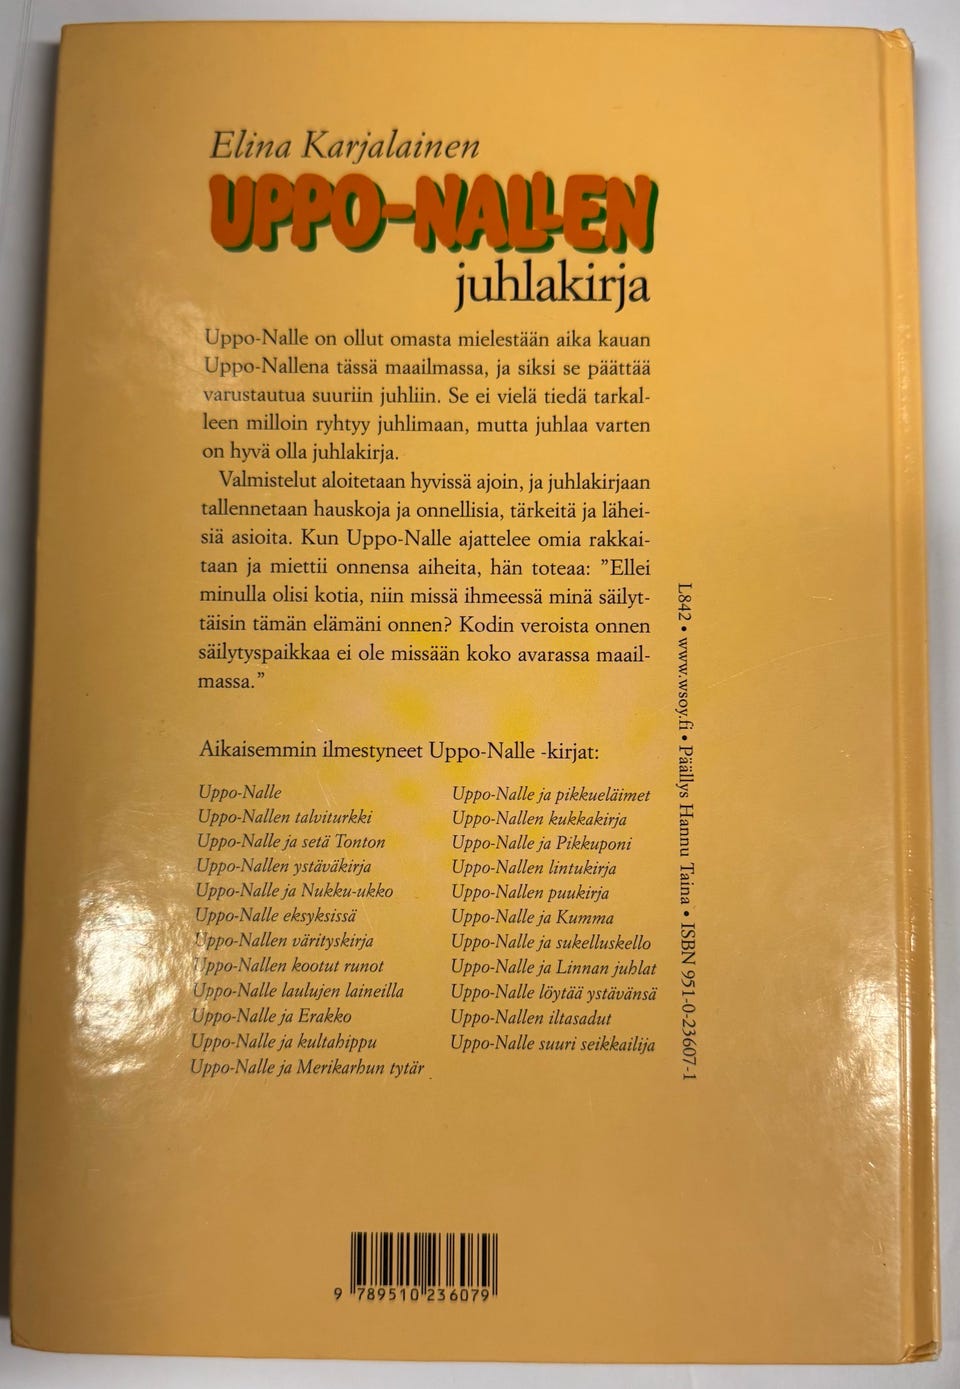 Elina Karjalainen
UPPO-NALLEN
juhlakirja
Uppo-Nalle on ollut omasta mielestään aika kauan
Uppo-Nallena tässä maailmassa, ja siksi se päättää
varustautua suuriin juhliin. Se ei vielä tiedä tarkal-
leen milloin ryhtyy juhlimaan, mutta juhlaa varten
on hyvä olla juhlakirja.
Valmistelut aloitetaan hyvissä ajoin, ja juhlakirjaan
tallennetaan hauskoja ja onnellisia, tärkeitä ja lähei-
siä asioita. Kun Uppo-Nalle ajattelee omia rakkai-
taan ja miettii onnensa aiheita, hän toteaa: ”Ellei
minulla olisi kotia, niin missä ihmeessä minä säilyt-
täisin tämän elämäni onnen? Kodin veroista onnen
säilytyspaikkaa ei ole missään koko avarassa maail-
massa.”
Aikaisemmin ilmestyneet Uppo-Nalle -kirjat:
Uppo-Nalle
Uppo-Nallen talviturkki
Uppo-Nalle ja setä Tonton
Uppo-Nallen ystäväkirja
Uppo-Nalle ja Nukku-ukko
Uppo-Nalle eksyksissä
Uppo-Nallen värityskirja
Uppo-Nallen kootut runot
Uppo-Nalle laulujen laineilla
Uppo-Nalle ja Erakko
Uppo-Nalle ja kultahippu
Uppo-Nalle ja Merikarhun tytär
Uppo-Nalle ja pikkueläimet
Uppo-Nallen kukkakirja
Uppo-Nalle ja Pikkuponi
Uppo-Nallen lintukirja
Uppo-Nallen puukirja
Uppo-Nalle ja Kumma
Uppo-Nalle ja sukelluskello
Uppo-Nalle ja Linnan juhlat
Uppo-Nalle löytää ystävänsä
Uppo-Nallen iltasadut
Uppo-Nalle suuri seikkailija
L842 • www.wsoy.fi • Päällys Hannu Taina • ISBN 951-0-23607-1
9 789510 236079